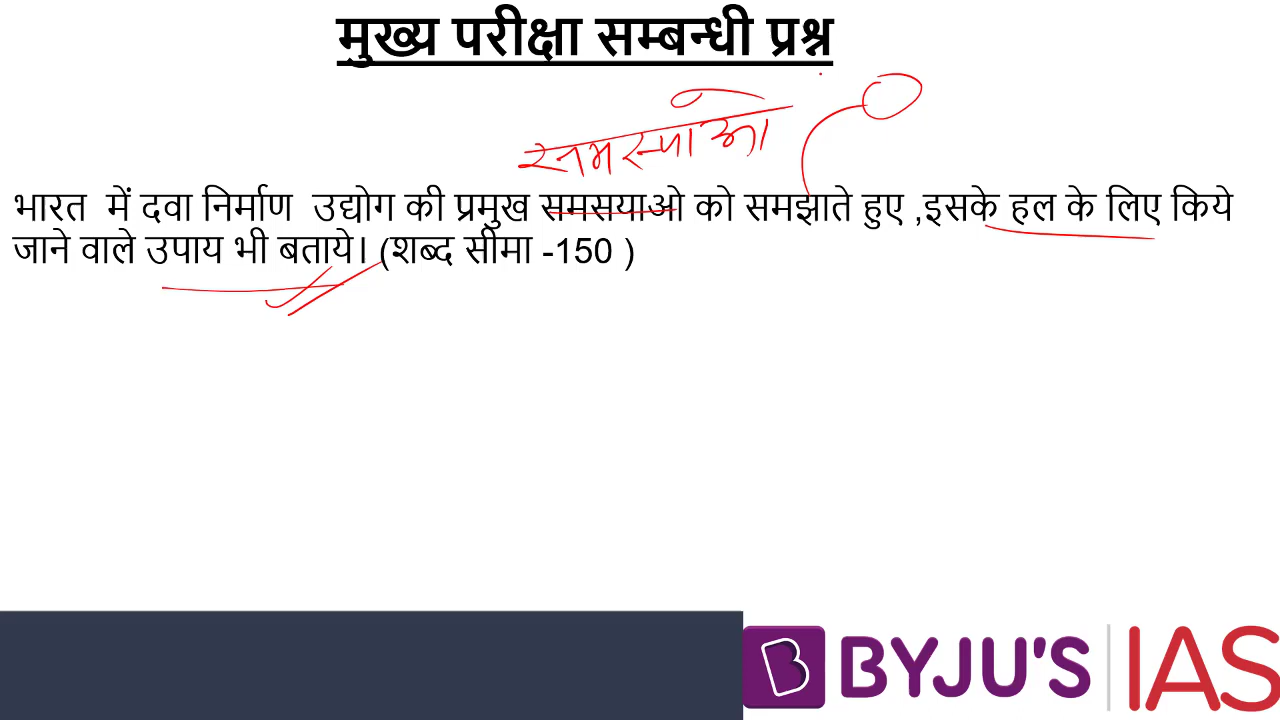 मुख्य परीक्षा सम्बन्धी प्रश्न
समस्याओं
भारत में दवा निर्माण उद्योग की प्रमुख समसयाओ को समझाते हुए ,इसके हल के लिए किये
जाने वाले उपाय भी बताये। (शब्द सीमा -150 )
BYJU'S IAS